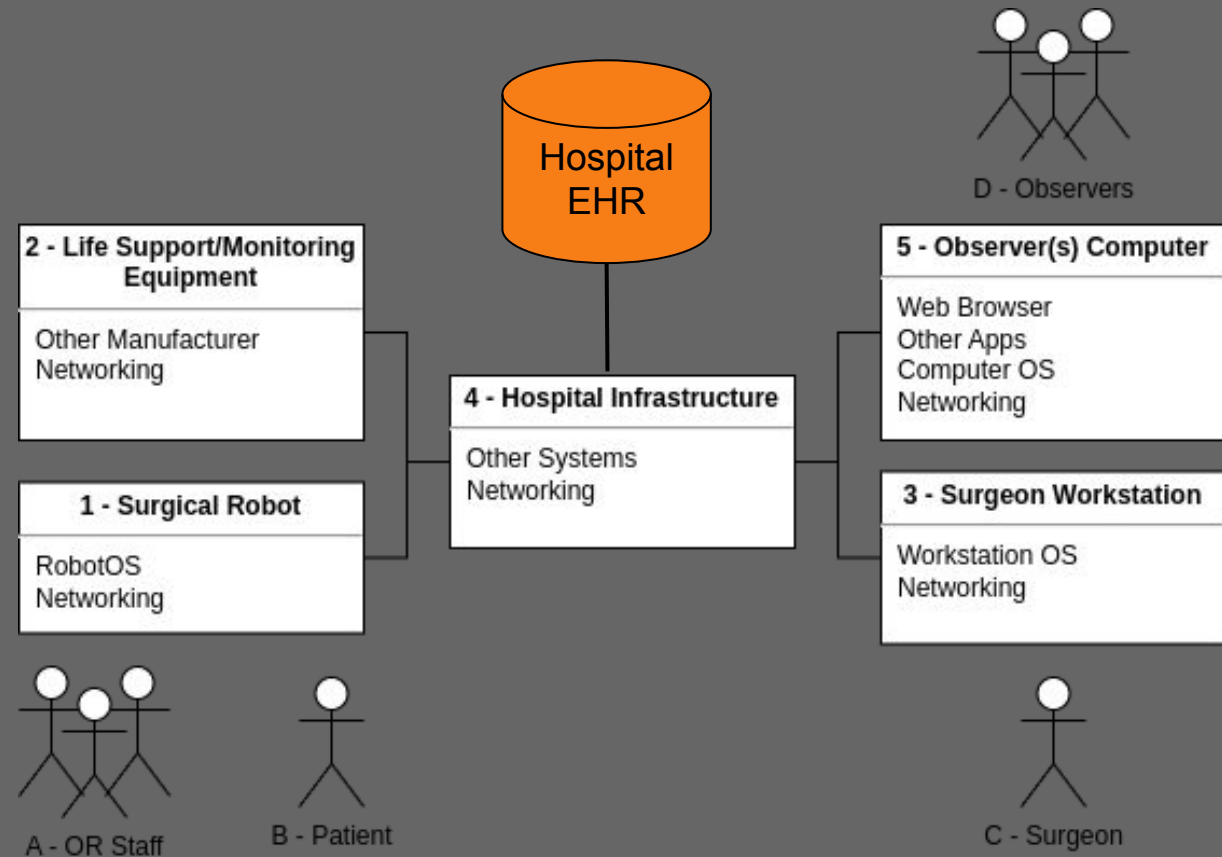 D - Observers
Hospital
EHR
2 - Life Support/Monitoring
Equipment
Other Manufacturer
Networking
5 - Observer(s) Computer
Web Browser
Other Apps
Computer OS
Networking
4 - Hospital Infrastructure
Other Systems
Networking
1 - Surgical Robot
RobotOS
Networking
3 - Surgeon Workstation
Workstation OS
Networking
A - OR Staff
B - Patient
C - Surgeon